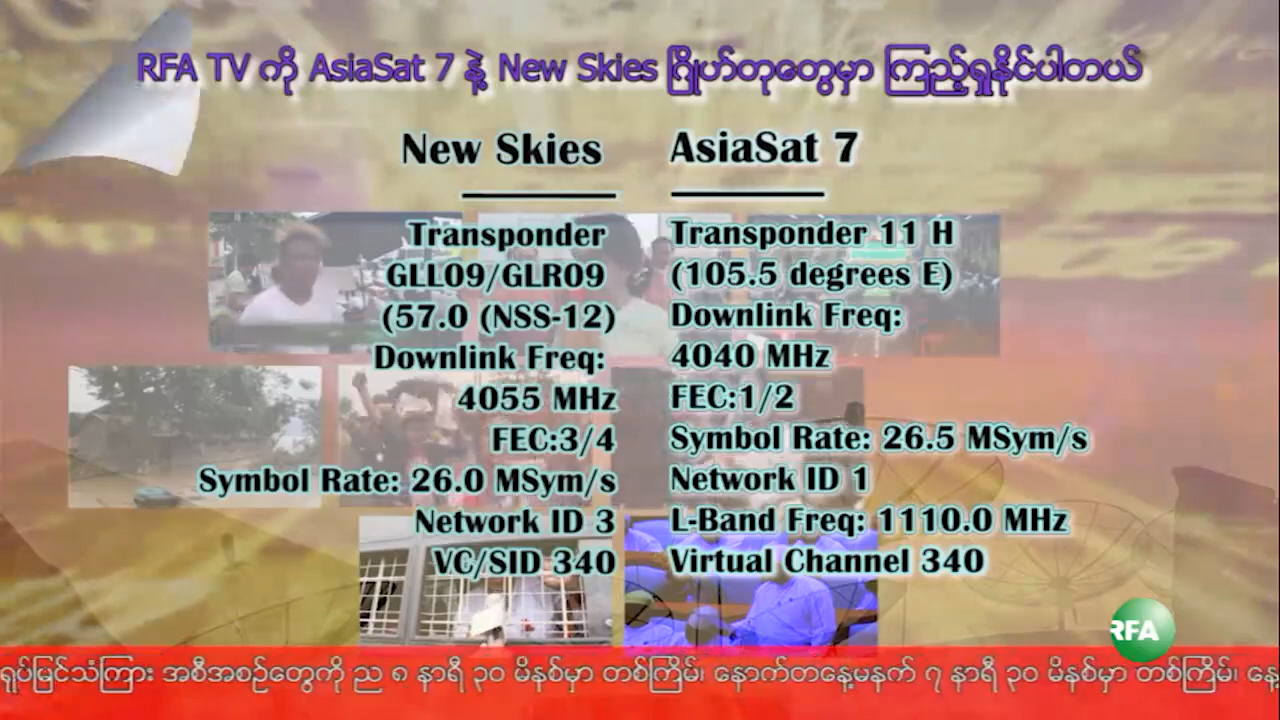 RFA TV ကို AsiaSat 7 နဲ့ New Skies ဂြိုဟ်တုတွေမှာ ကြည့်ရှုနိုင်ပါတယ်
New Skies
Transponder
GLL09/GLR09
(57.0 (NSS-12)
Downlink Freq:
4055 MHz
FEC:3/4
Symbol Rate: 26.0 MSym/s
Network ID 3
VC/SID 340
AsiaSat 7
Transponder 11 H
(105.5 degrees E)
Downlink Freq:
4040 MHz
FEC:1/2
Symbol Rate: 26.5 MSym/s
Network ID 1
L-Band Freq: 1110.0 MHz
Virtual Channel 340
RFA
ရုပ်မြင်သံကြား အစီအစဉ်တွေကို ည ၈ နာရီ ၃၀ မိနစ်မှာ တစ်ကြိမ်၊ နောက်တနေ့မနက် ၇ နာရီ ၃၀ မိနစ်မှာ တစ်ကြိမ်၊